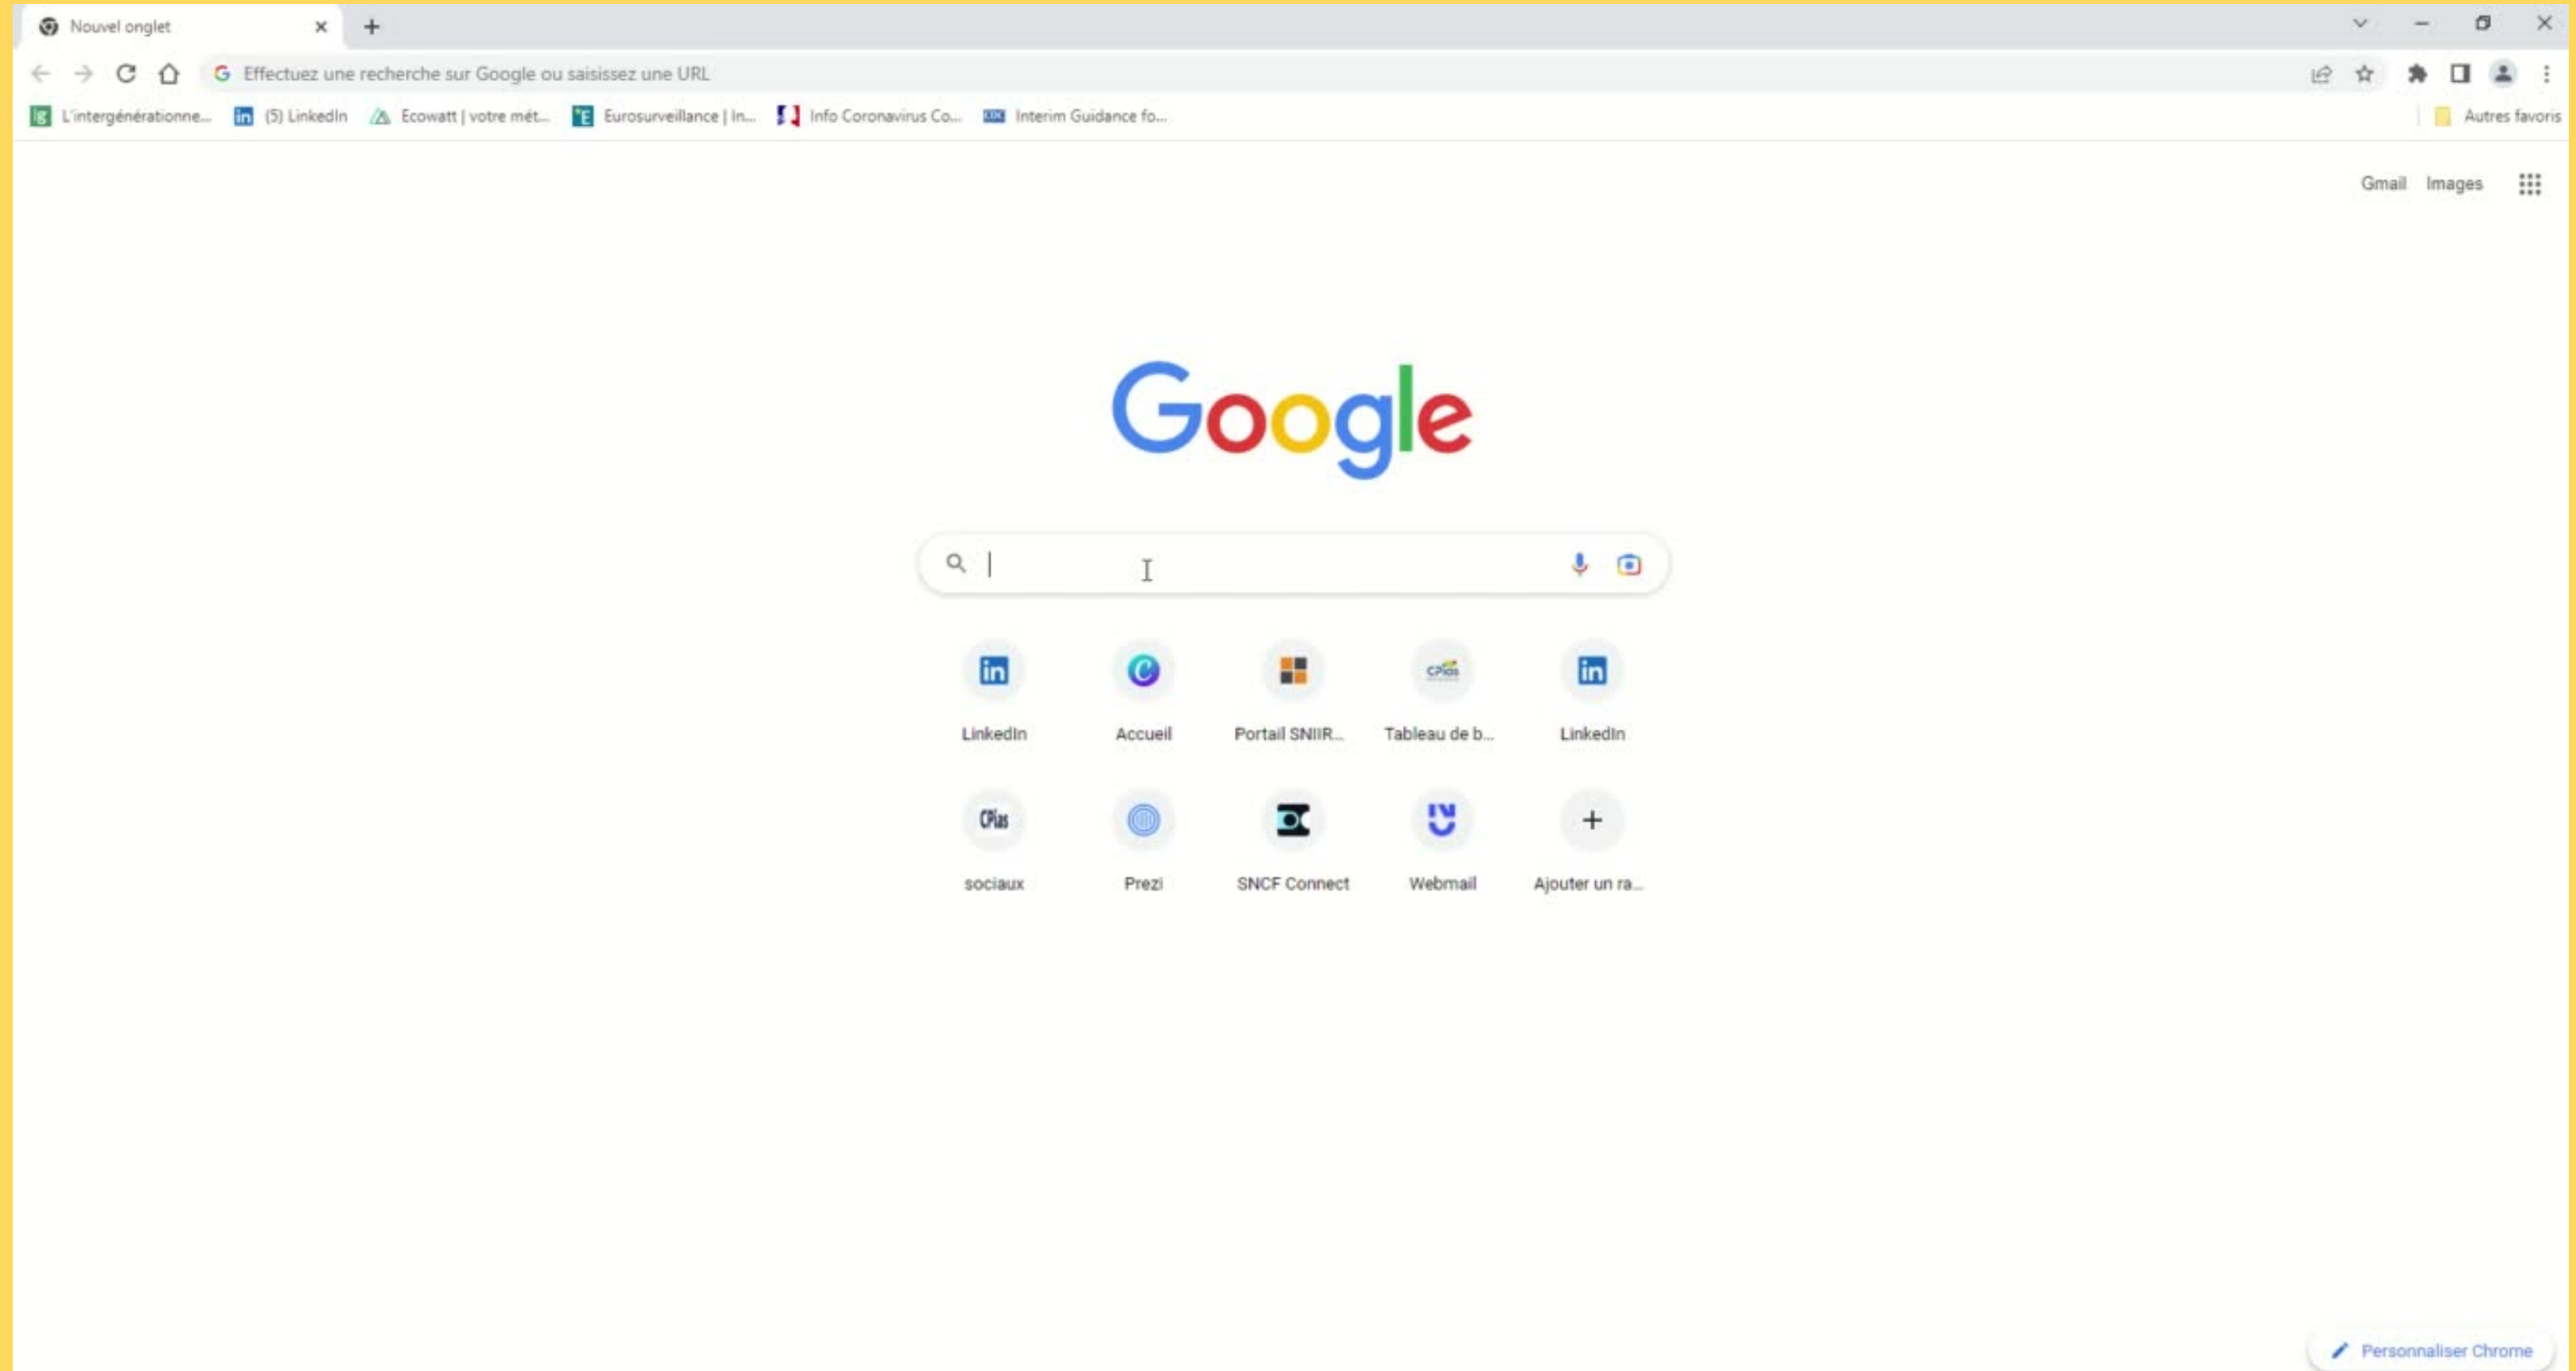 Nouvel onglet
Effectuez une recherche sur Google ou saisissez une URL
L'intergénérationne... (5) LinkedIn Ecowatt | votre mét... Eurosurveillance | In... Info Coronavirus Co... Interim Guidance fo... Autres favoris
Gmail Images
Google
LinkedIn Accueil Portail SNIIR... Tableau de b... LinkedIn
CPias
sociaux Prezi SNCF Connect Webmail Ajouter un ra...
Personnaliser Chrome